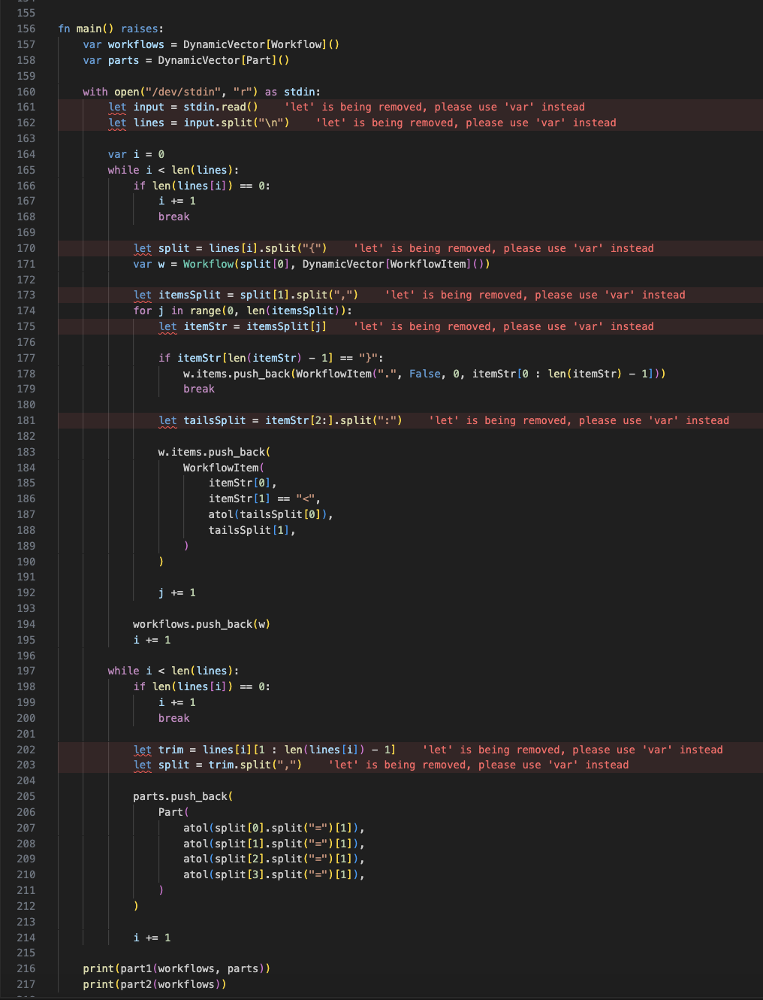 155
156 fn main() raises:
157     var workflows = DynamicVector[Workflow]()
158     var parts = DynamicVector[Part]()
159
160     with open("/dev/stdin", "r") as stdin:
161         let input = stdin.read()    'let' is being removed, please use 'var' instead
162         let lines = input.split("\n")    'let' is being removed, please use 'var' instead
163
164         var i = 0
165         while i < len(lines):
166             if len(lines[i]) == 0:
167                 i += 1
168                 break
169
170             let split = lines[i].split("{")    'let' is being removed, please use 'var' instead
171             var w = Workflow(split[0], DynamicVector[WorkflowItem]())
172
173             let itemsSplit = split[1].split(",")    'let' is being removed, please use 'var' instead
174             for j in range(0, len(itemsSplit)):
175                 let itemStr = itemsSplit[j]    'let' is being removed, please use 'var' instead
176
177                 if itemStr[len(itemStr) - 1] == "}":
178                     w.items.push_back(WorkflowItem(".", False, 0, itemStr[0 : len(itemStr) - 1]))
179                     break
180
181                 let tailsSplit = itemStr[2:].split(":")    'let' is being removed, please use 'var' instead
182
183                 w.items.push_back(
184                     WorkflowItem(
185                         itemStr[0],
186                         itemStr[1] == "<",
187                         atol(tailsSplit[0]),
188                         tailsSplit[1],
189                     )
190                 )
191
192                 j += 1
193
194             workflows.push_back(w)
195             i += 1
196
197         while i < len(lines):
198             if len(lines[i]) == 0:
199                 i += 1
200                 break
201
202             let trim = lines[i][1 : len(lines[i]) - 1]    'let' is being removed, please use 'var' instead
203             let split = trim.split(",")    'let' is being removed, please use 'var' instead
204
205             parts.push_back(
206                 Part(
207                     atol(split[0].split("=")[1]),
208                     atol(split[1].split("=")[1]),
209                     atol(split[2].split("=")[1]),
210                     atol(split[3].split("=")[1]),
211                 )
212             )
213
214             i += 1
215
216     print(part1(workflows, parts))
217     print(part2(workflows))